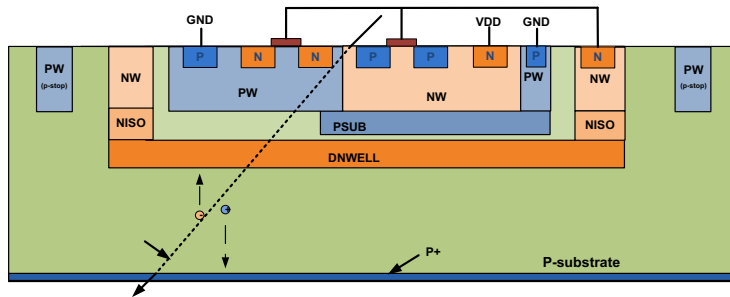 GND
VDD
GND
P
N
N
P
P
N
P
N
PW
(p-stop)
NW
PW
NW
PW
NW
PW
(p-stop)
NISO
PSUB
NISO
DNWELL
P+
P-substrate